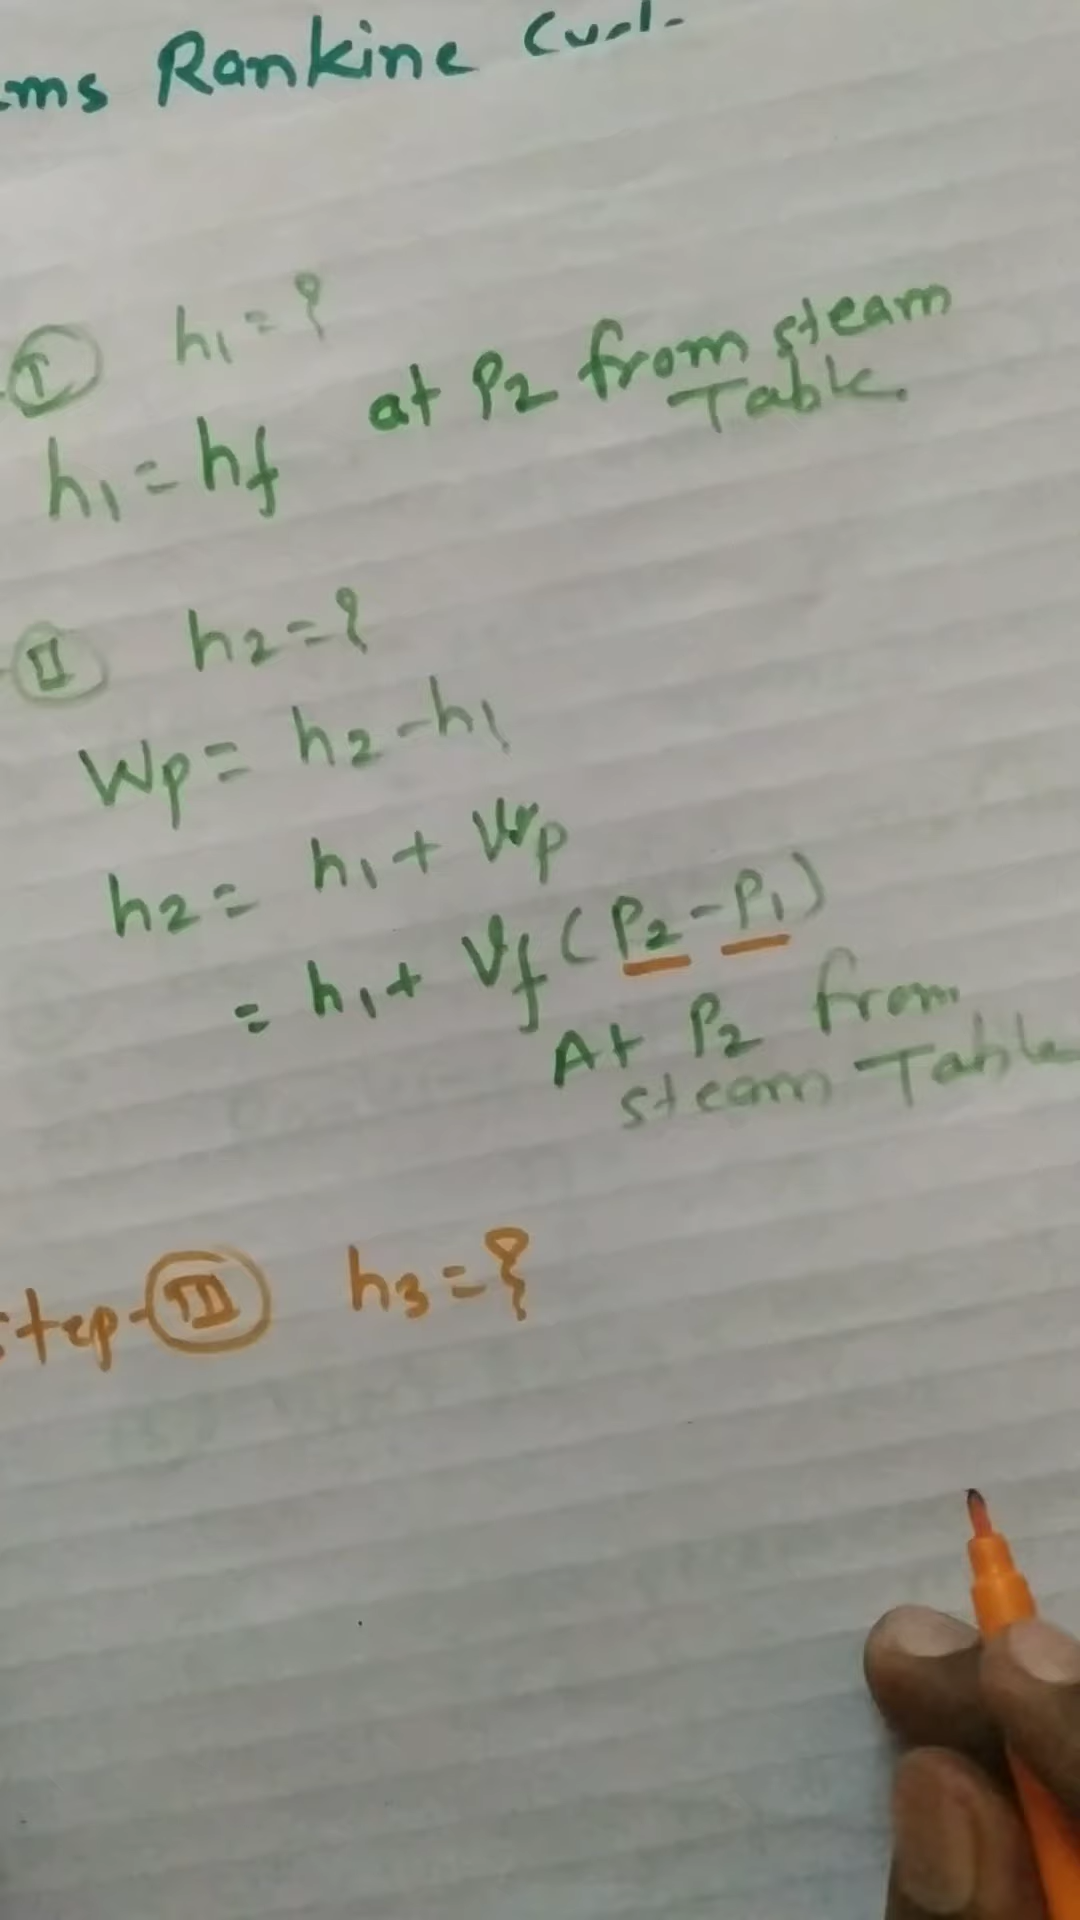 Rankine
I h1 = ?
h1 = hf at P2 from steam Table.
II h2 = ?
Wp = h2 - h1
h2 = h1 + Wp
= h1 + Vf (P2 - P1)
At P2 from
steam Table
step-III h3 = ?